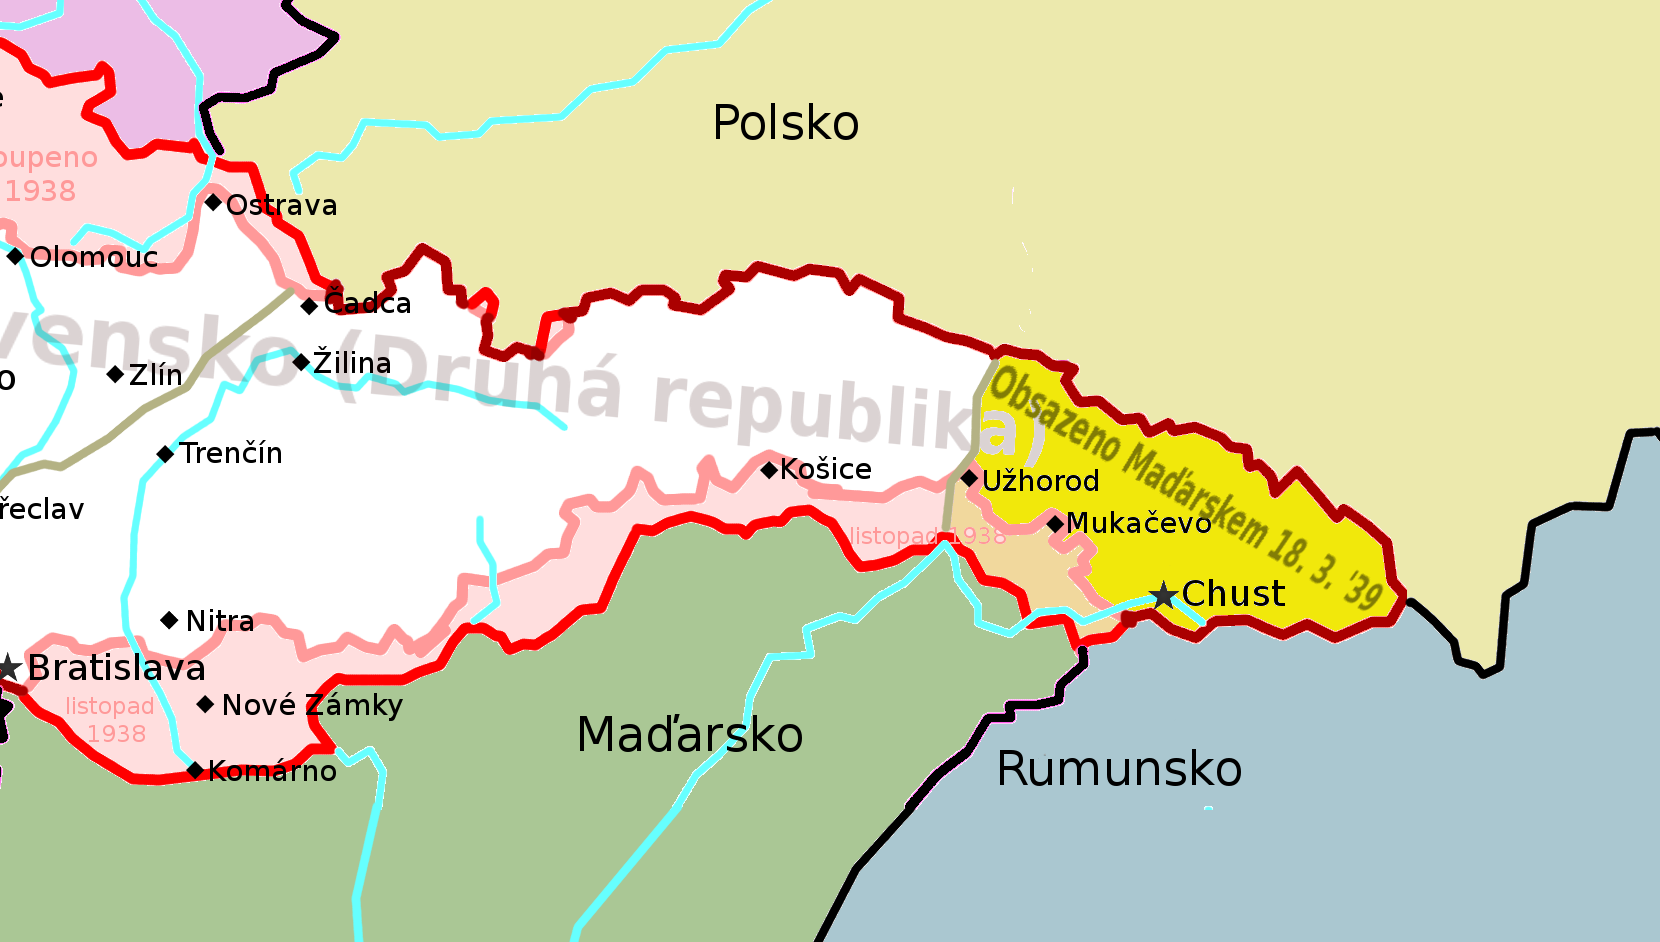 Polsko
oupeno
1938
Ostrava
Olomouc
Čadca
vensko (Druhá republika)
Žilina
Zlín
o
Obsazeno Maďarskem 18. 3. '39
Trenčín
Košice
Užhorod
řeclav
Mukačevo
listopad 1938
Chust
Nitra
Bratislava
listopad
1938
Nové Zámky
Maďarsko
Komárno
Rumunsko